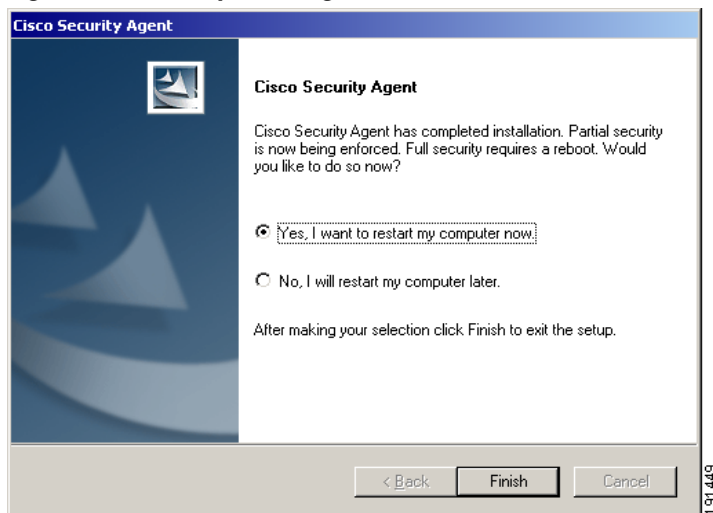 Cisco Security Agent
Cisco Security Agent
Cisco Security Agent has completed installation. Partial security
is now being enforced. Full security requires a reboot. Would
you like to do so now?
Yes, I want to restart my computer now.
No, I will restart my computer later.
After making your selection click Finish to exit the setup.
< Back
Finish
Cancel
191449